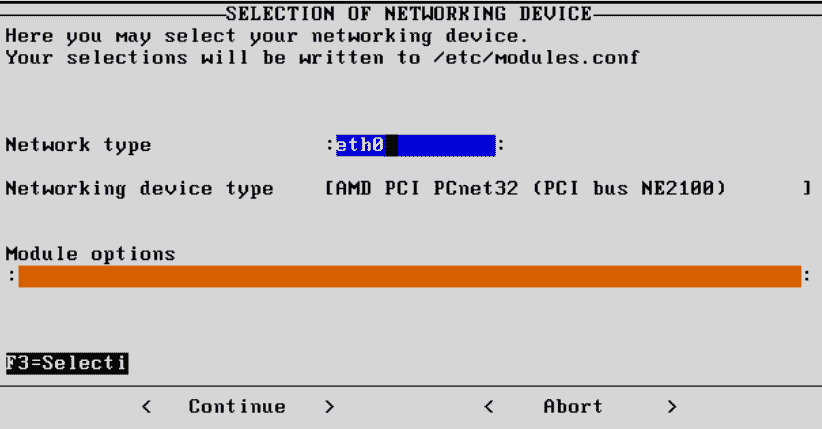 SELECTION OF NETWORKING DEVICE
Here you may select your networking device.
Your selections will be written to /etc/modules.conf
Network type :eth0 :
Networking device type [AMD PCI PCnet32 (PCI bus NE2100) ]
Module options
: :
F3=Selecti
< Continue > < Abort >